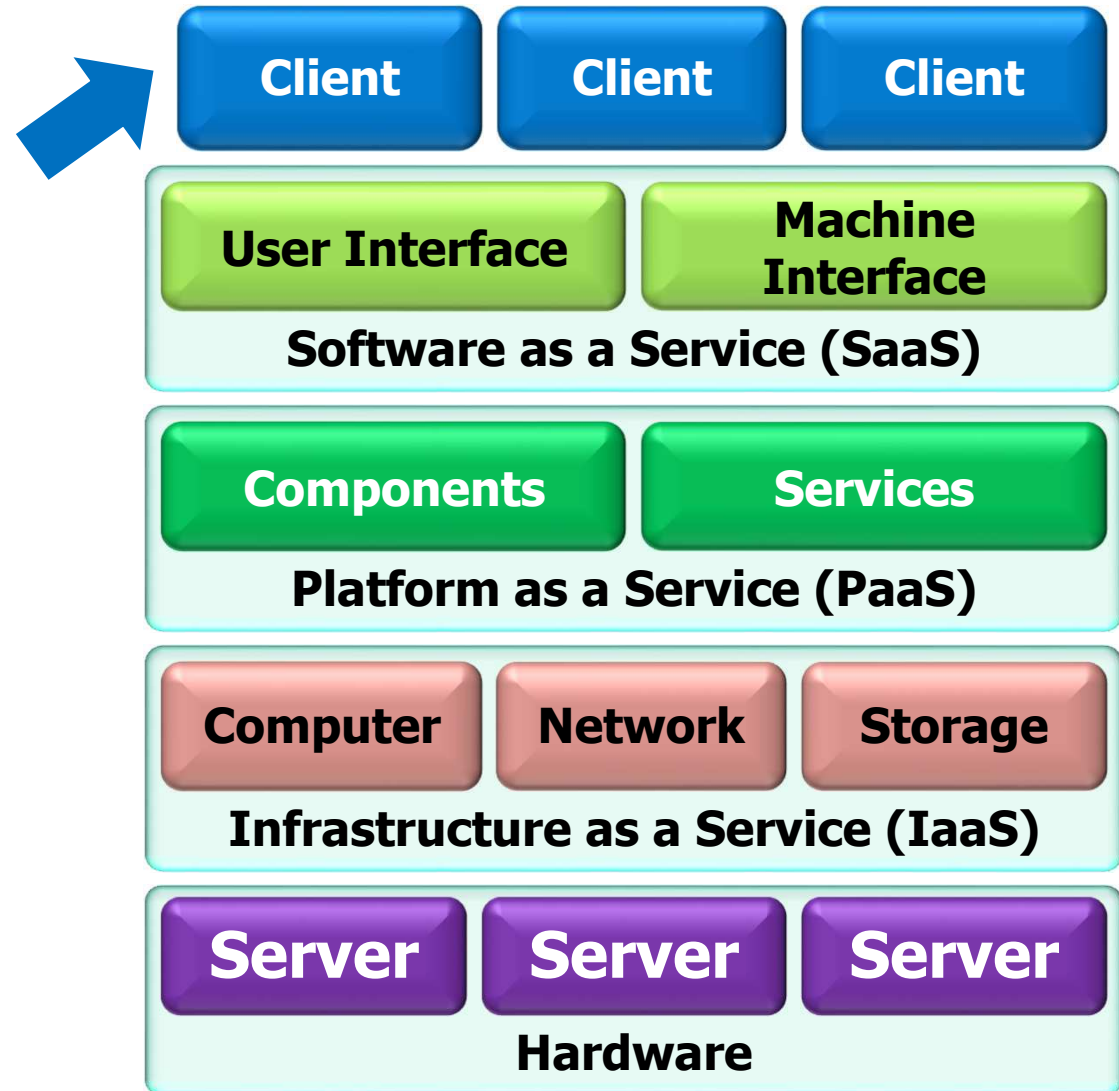 Client
Client
Client
User Interface
Machine
Interface
Software as a Service (SaaS)
Components
Services
Platform as a Service (PaaS)
Computer
Network
Storage
Infrastructure as a Service (IaaS)
Server
Server
Server
Hardware